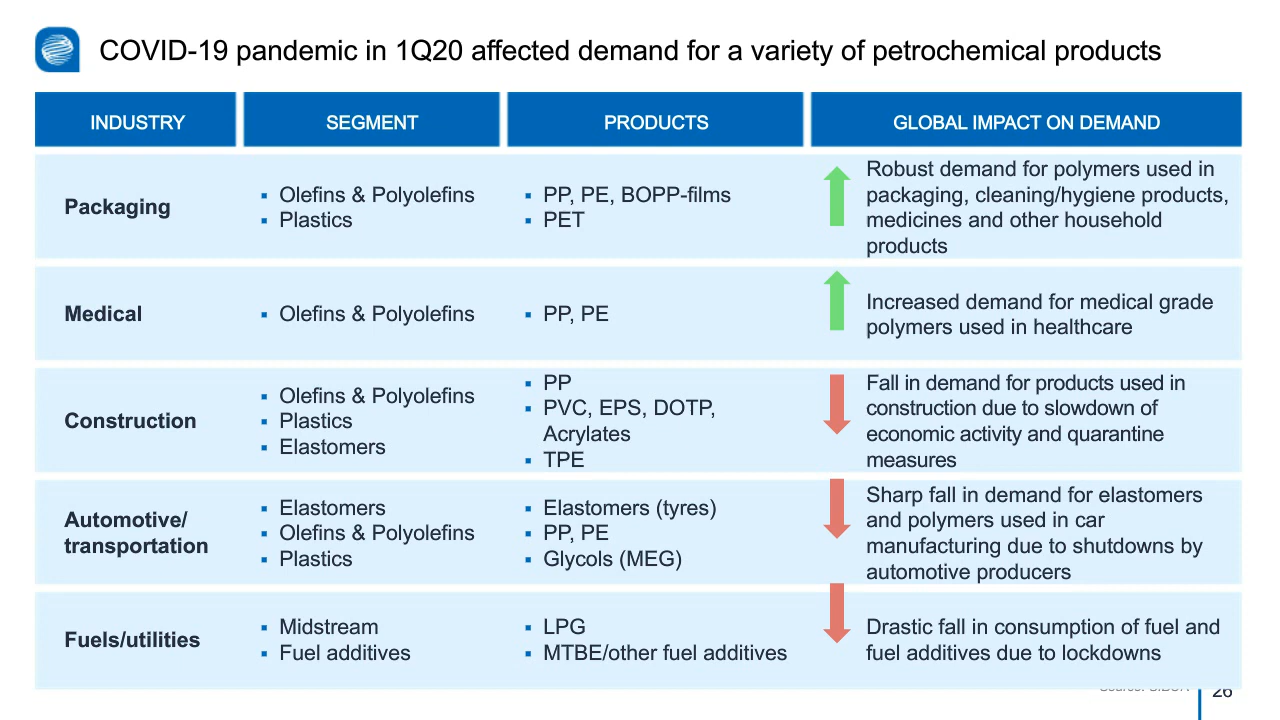 COVID-19 pandemic in 1Q20 affected demand for a variety of petrochemical products
INDUSTRY
SEGMENT
PRODUCTS
GLOBAL IMPACT ON DEMAND
Packaging
▪ Olefins & Polyolefins
▪ Plastics
▪ PP, PE, BOPP-films
▪ PET
Robust demand for polymers used in
packaging, cleaning/hygiene products,
medicines and other household
products
Medical
▪ Olefins & Polyolefins
▪ PP, PE
Increased demand for medical grade
polymers used in healthcare
Construction
▪ Olefins & Polyolefins
▪ Plastics
▪ Elastomers
▪ PP
▪ PVC, EPS, DOTP,
Acrylates
▪ TPE
Fall in demand for products used in
construction due to slowdown of
economic activity and quarantine
measures
Automotive/
transportation
▪ Elastomers
▪ Olefins & Polyolefins
▪ Plastics
▪ Elastomers (tyres)
▪ PP, PE
▪ Glycols (MEG)
Sharp fall in demand for elastomers
and polymers used in car
manufacturing due to shutdowns by
automotive producers
Fuels/utilities
▪ Midstream
▪ Fuel additives
▪ LPG
▪ MTBE/other fuel additives
Drastic fall in consumption of fuel and
fuel additives due to lockdowns
26